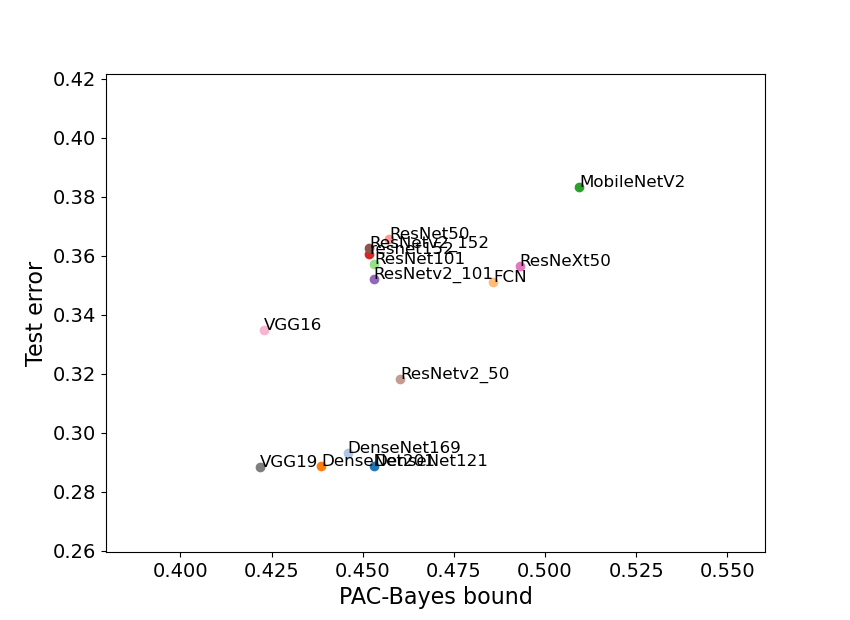 0.42
0.40
0.38
0.36
0.34
0.32
0.30
0.28
0.26
Test error
MobileNetV2
ResNet50
ResNetv2_152
resnet152
ResNet101
ResNeXt50
ResNetv2_101
FCN
VGG16
ResNetv2_50
DenseNet169
VGG19
DenseNet201
DenseNet121
0.400 0.425 0.450 0.475 0.500 0.525 0.550
PAC-Bayes bound